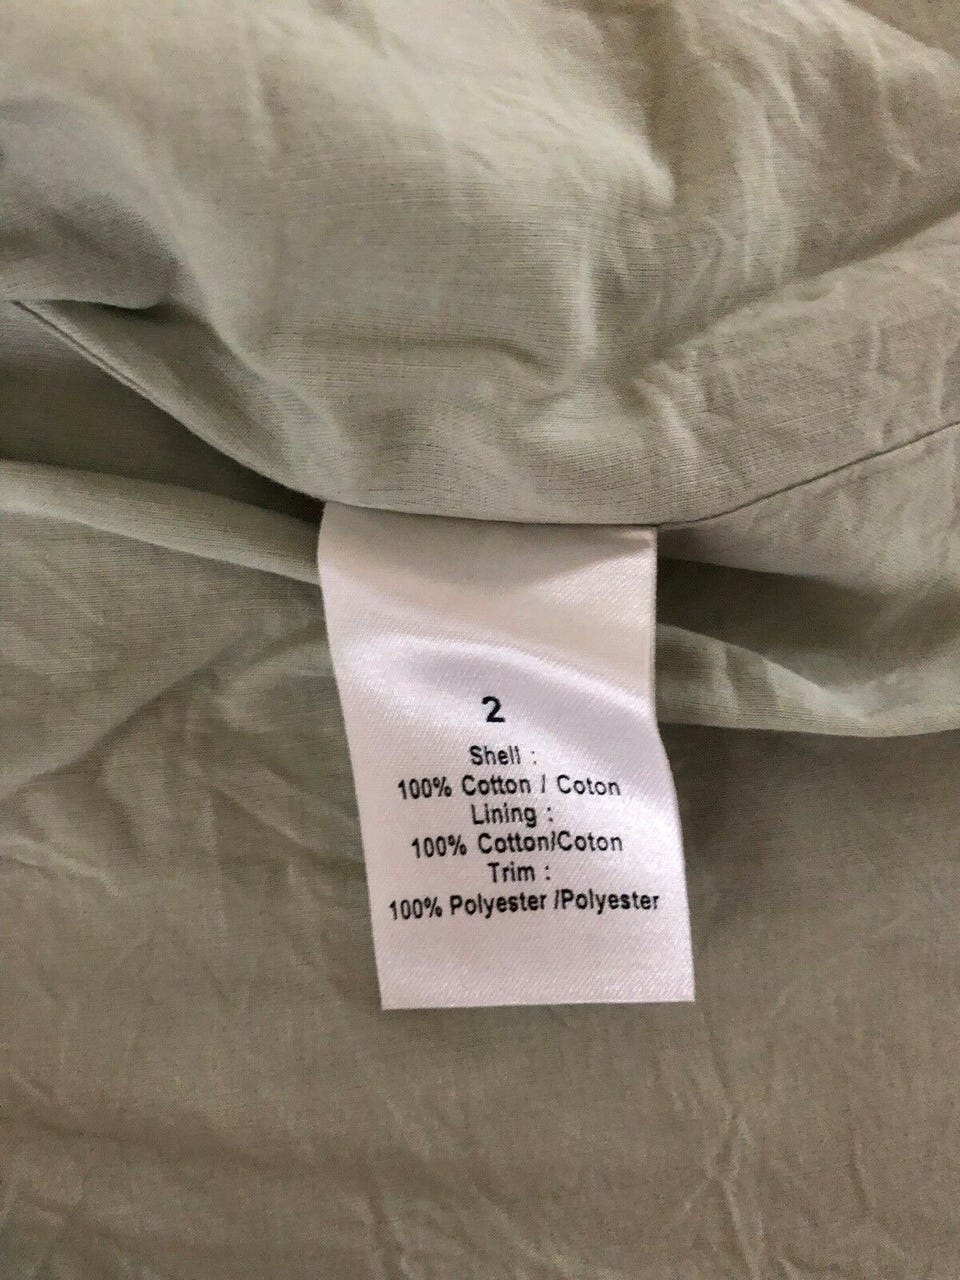 2
Shell :
100% Cotton / Coton
Lining :
100% Cotton/Coton
Trim :
100% Polyester /Polyester